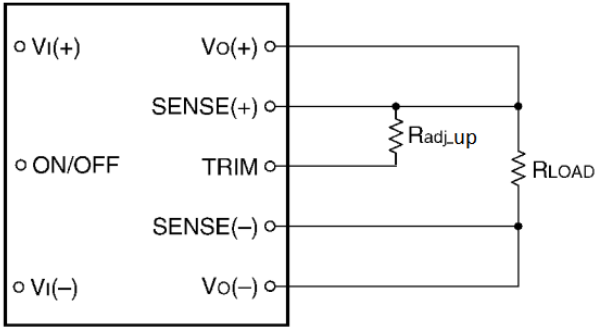 VI(+)
VO(+)
SENSE(+)
Radj_up
ON/OFF
TRIM
RLOAD
SENSE(–)
VI(–)
VO(–)